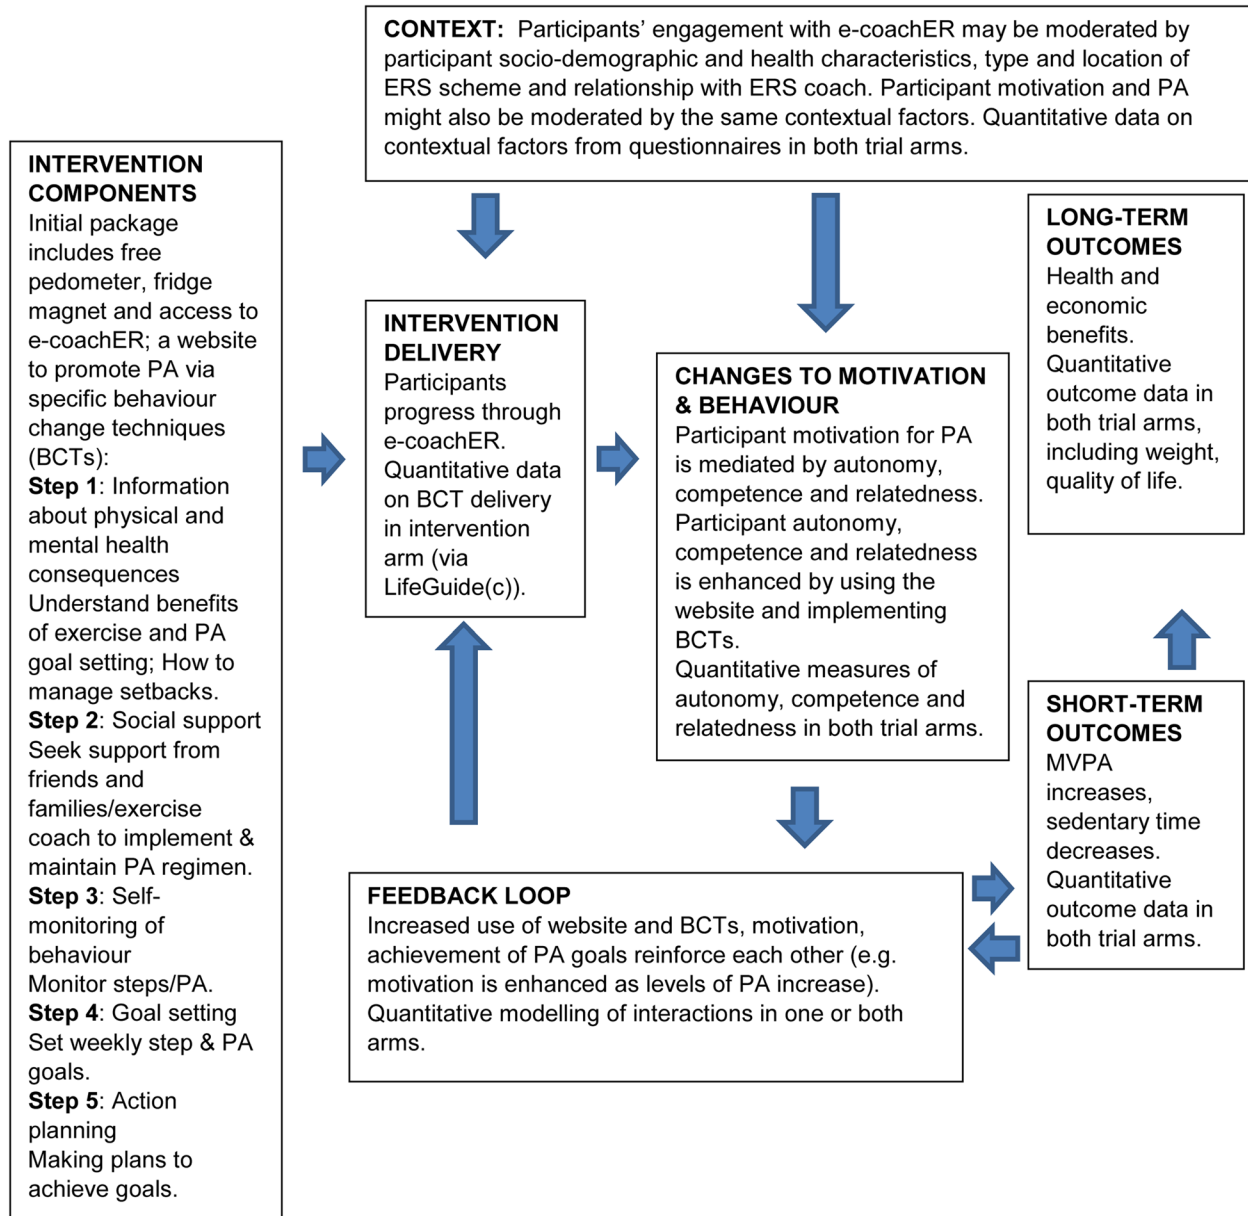 CONTEXT: Participants' engagement with e-coachER may be moderated by
participant socio-demographic and health characteristics, type and location of
ERS scheme and relationship with ERS coach. Participant motivation and PA
might also be moderated by the same contextual factors. Quantitative data on
contextual factors from questionnaires in both trial arms.
INTERVENTION
COMPONENTS
Initial package
includes free
pedometer, fridge
magnet and access to
e-coachER; a website
to promote PA via
specific behaviour
change techniques
(BCTs):
Step 1: Information
about physical and
mental health
consequences
Understand benefits
of exercise and PA
goal setting; How to
manage setbacks.
Step 2: Social support
Seek support from
friends and
families/exercise
coach to implement &
maintain PA regimen.
Step 3: Self-
monitoring of
behaviour
Monitor steps/PA.
Step 4: Goal setting
Set weekly step & PA
goals.
Step 5: Action
planning
Making plans to
achieve goals.
INTERVENTION
DELIVERY
Participants
progress through
e-coachER.
Quantitative data
on BCT delivery
in intervention
arm (via
LifeGuide(c)).
CHANGES TO MOTIVATION
& BEHAVIOUR
Participant motivation for PA
is mediated by autonomy,
competence and relatedness.
Participant autonomy,
competence and relatedness
is enhanced by using the
website and implementing
BCTs.
Quantitative measures of
autonomy, competence and
relatedness in both trial arms.
FEEDBACK LOOP
Increased use of website and BCTs, motivation,
achievement of PA goals reinforce each other (e.g.
motivation is enhanced as levels of PA increase).
Quantitative modelling of interactions in one or both
arms.
SHORT-TERM
OUTCOMES
MVPA
increases,
sedentary time
decreases.
Quantitative
outcome data in
both trial arms.
LONG-TERM
OUTCOMES
Health and
economic
benefits.
Quantitative
outcome data in
both trial arms,
including weight,
quality of life.